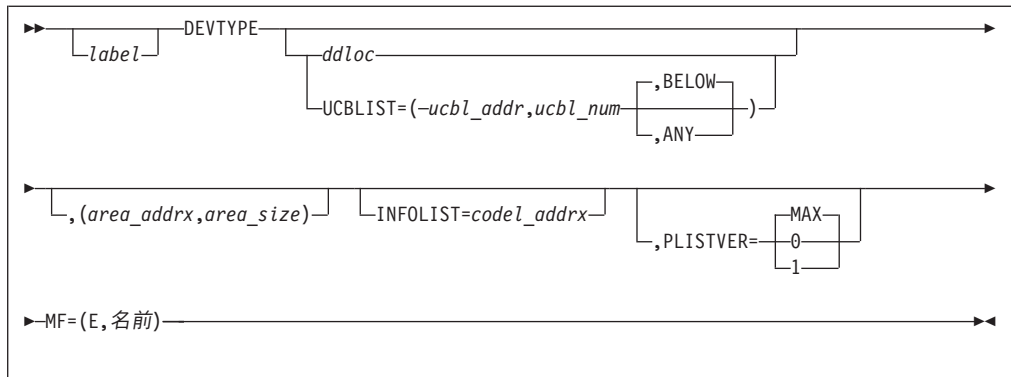 label DEVTYPE
ddloc
UCBLIST=(ucbl_addr,ucbl_num ,BELOW )
,ANY
,(area_addrx,area_size) INFOLIST=codel_addrx ,PLISTVER= MAX
0
1
MF=(E,名前)